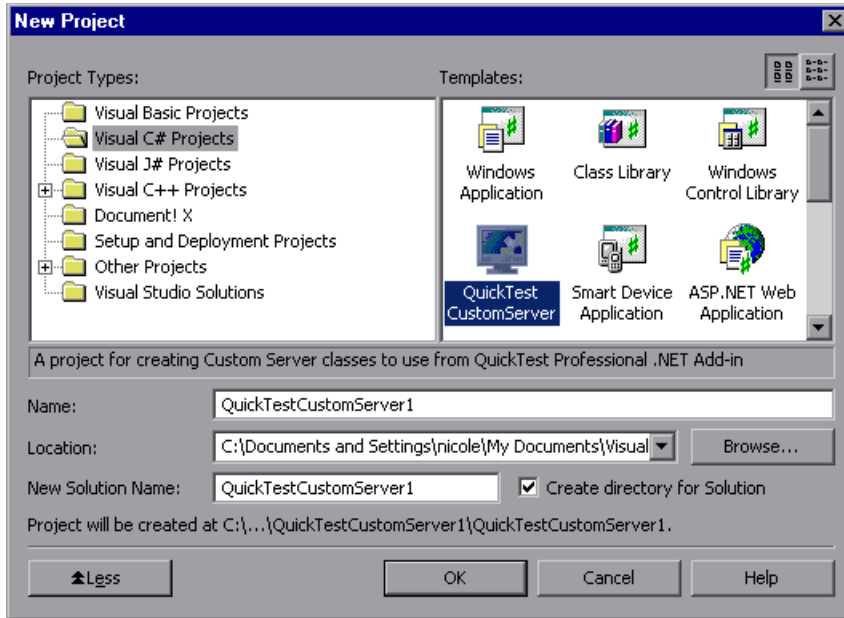 New Project
Project Types:
Templates:
Visual Basic Projects
Visual C# Projects
Visual J# Projects
Visual C++ Projects
Document! X
Setup and Deployment Projects
Other Projects
Visual Studio Solutions
Windows
Application
Class Library
Windows
Control Library
QuickTest
CustomServer
Smart Device
Application
ASP.NET Web
Application
A project for creating Custom Server classes to use from QuickTest Professional .NET Add-in
Name:
QuickTestCustomServer1
Location:
C:\Documents and Settings\nicole\My Documents\Visual
Browse...
New Solution Name:
QuickTestCustomServer1
Create directory for Solution
Project will be created at C:\...\QuickTestCustomServer1\QuickTestCustomServer1.
Less
OK
Cancel
Help